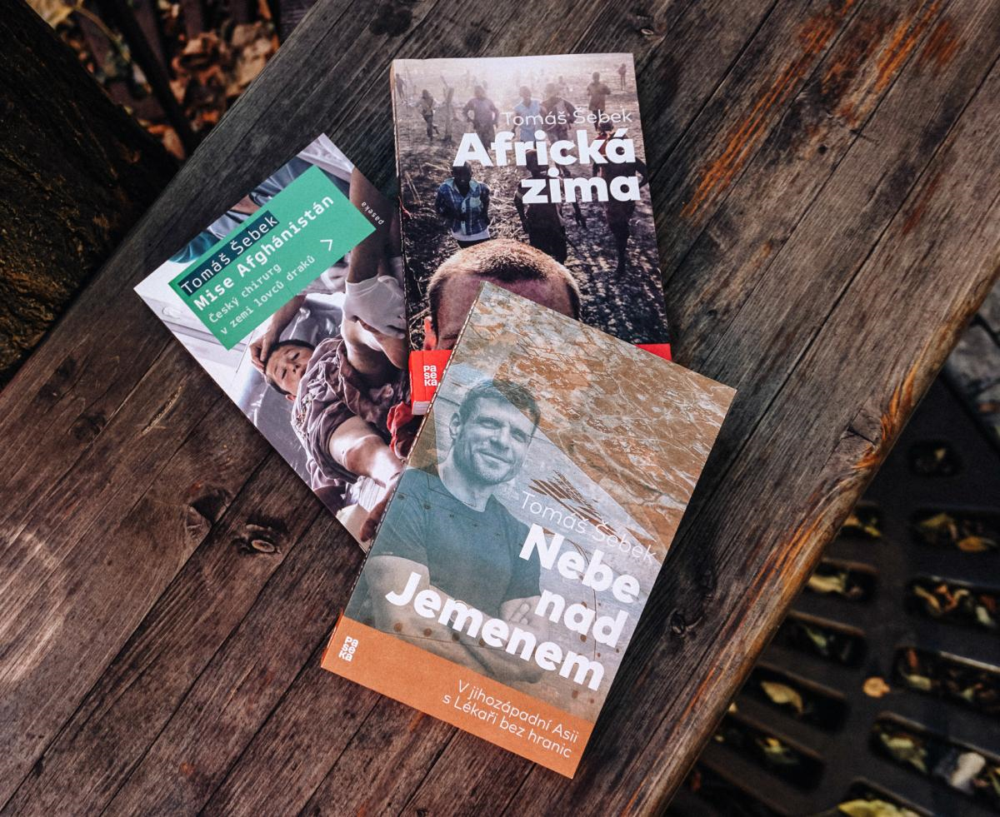 Tomáš Šebek
Africká
zima
pa
se
ka
paseka
Tomáš Šebek
Mise Afghánistán
Český chirurg
v zemi lovců draků
Tomáš Šebek
Nebe
nad
Jemenem
pa
se
ka
V jihozápadní Asii
s Lékaři bez hranic